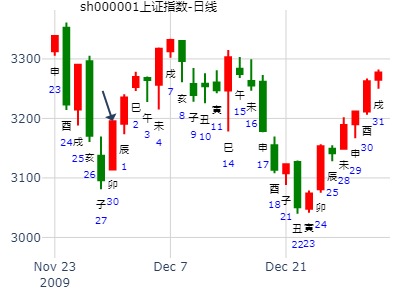 sh000001上证指数-日线
3300
3200
3100
3000
申
23
酉
24
戌
25
亥
26
子
27
卯
30
辰
1
巳
2
午
3
未
4
戌
7
亥
8
子
9
丑
10
寅
11
巳
14
午
15
未
16
申
17
酉
18
子
21
丑
22
寅
23
卯
24
辰
25
未
28
申
29
酉
30
戌
31
Nov 23
2009
Dec 7
Dec 21